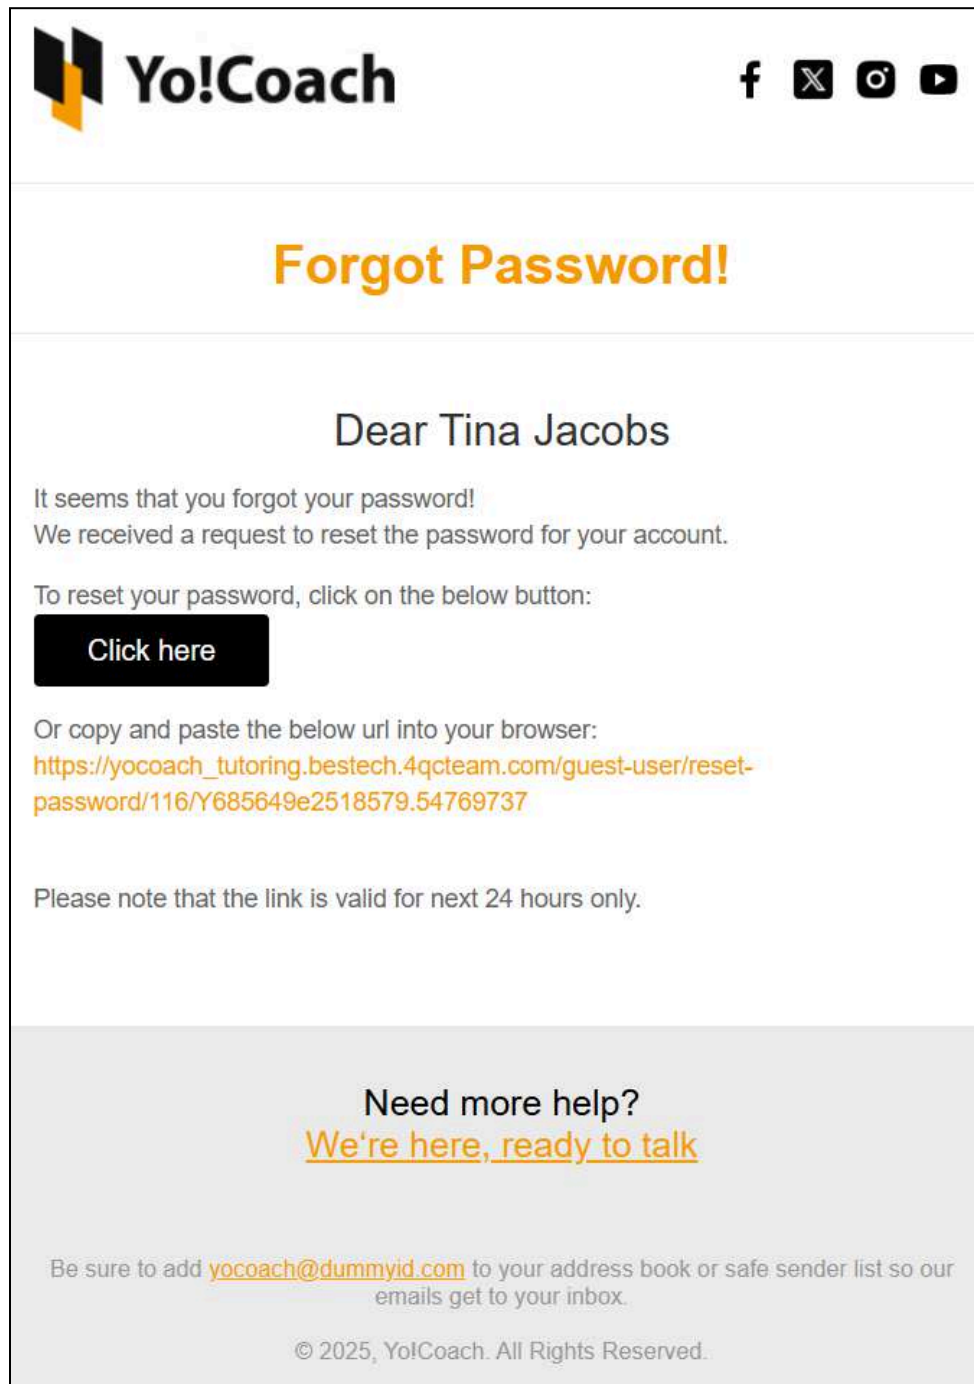 Yo!Coach
Forgot Password!
Dear Tina Jacobs
It seems that you forgot your password!
We received a request to reset the password for your account.
To reset your password, click on the below button:
Click here
Or copy and paste the below url into your browser:
https://yocoach_tutoring.bestech.4qcteam.com/guest-user/reset-
password/116/Y685649e2518579.54769737
Please note that the link is valid for next 24 hours only.
Need more help?
We‘re here, ready to talk
Be sure to add yocoach@dummyid.com to your address book or safe sender list so our
emails get to your inbox.
© 2025, Yo!Coach. All Rights Reserved.